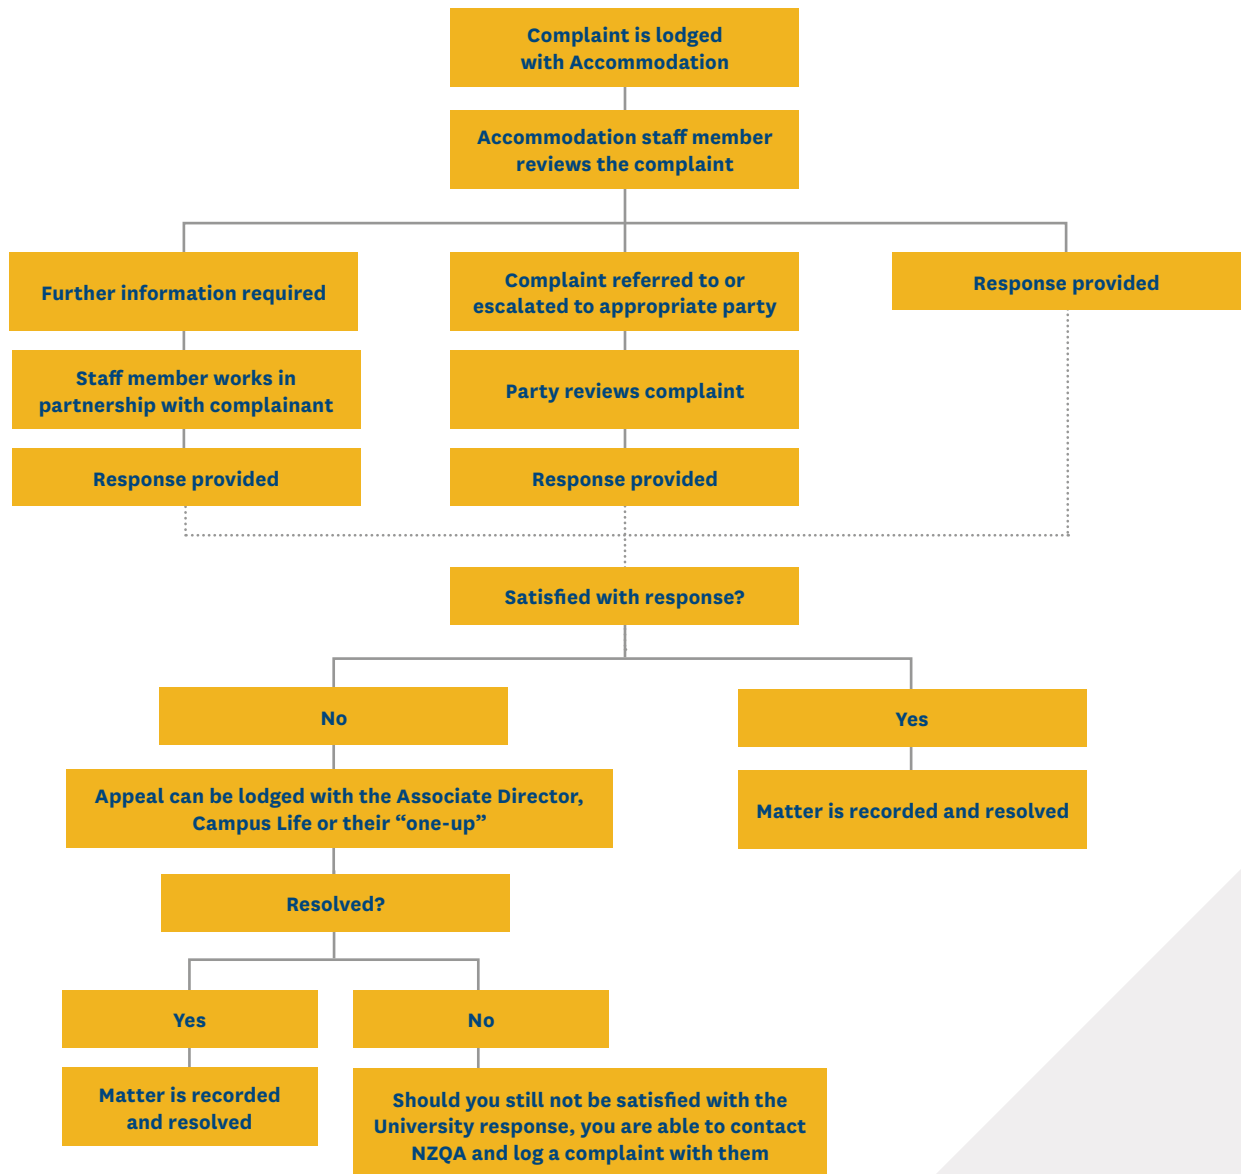 Complaint is lodged
with Accommodation
Accommodation staff member
reviews the complaint
Further information required
Complaint referred to or
escalated to appropriate party
Response provided
Staff member works in
partnership with complainant
Party reviews complaint
Response provided
Response provided
Satisfied with response?
No
Yes
Appeal can be lodged with the Associate Director,
Campus Life or their “one-up”
Matter is recorded and resolved
Resolved?
Yes
No
Matter is recorded
and resolved
Should you still not be satisfied with the
University response, you are able to contact
NZQA and log a complaint with them